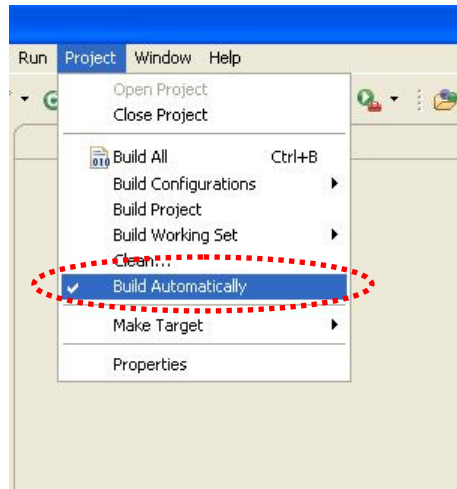 Run Project Window Help
Open Project
Close Project
010 Build All Ctrl+B
Build Configurations
Build Project
Build Working Set
Clean...
Build Automatically
Make Target
Properties